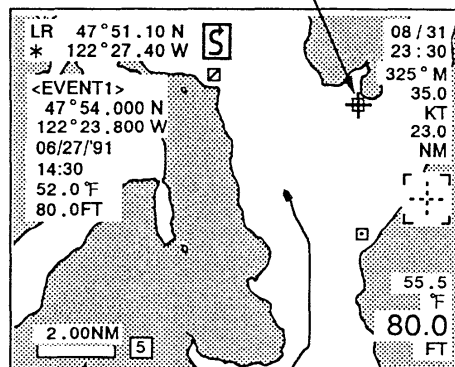 LR 47°51.10 N
* 122°27.40 W
S
<EVENT1>
47°54.000 N
122°23.800 W
06/27/'91
14:30
52.0 °F
80.0FT
08/31
23:30
325°M
35.0
KT
23.0
NM
55.5
°F
80.0
FT
2.00NM
5